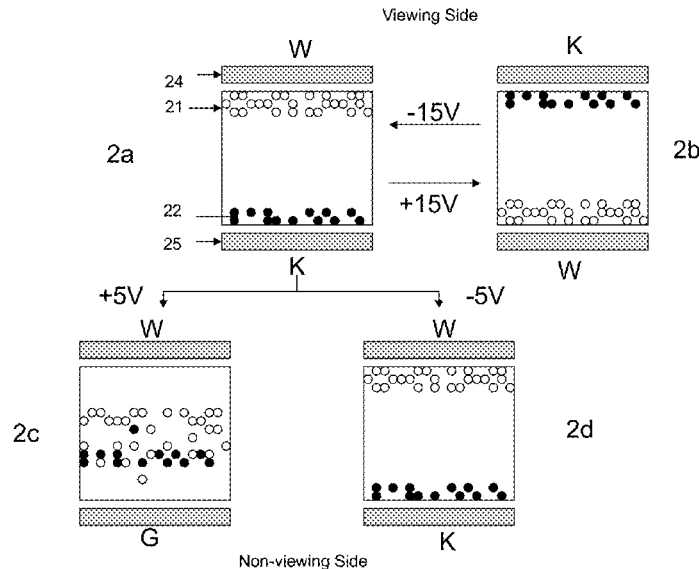 Viewing Side
W
K
24
21
-15V
2a
2b
22
+15V
25
K
W
+5V
-5V
W
W
2c
2d
G
K
Non-viewing Side